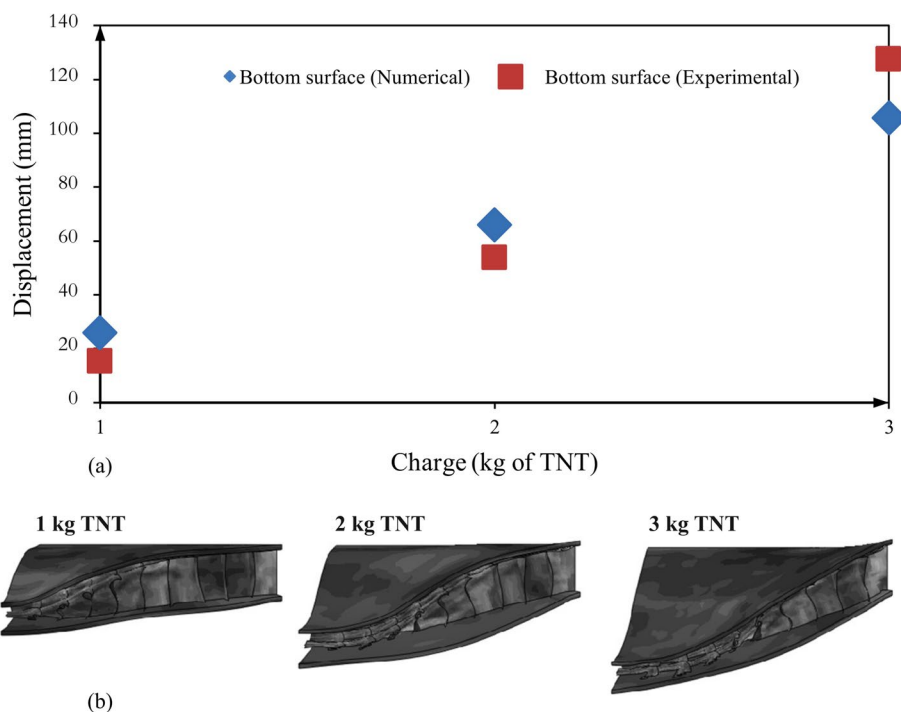 140
Bottom surface (Numerical) Bottom surface (Experimental)
120
100
80
60
40
20
0
Displacement (mm)
1 2 3
Charge (kg of TNT)
(a)
1 kg TNT 2 kg TNT 3 kg TNT
(b)